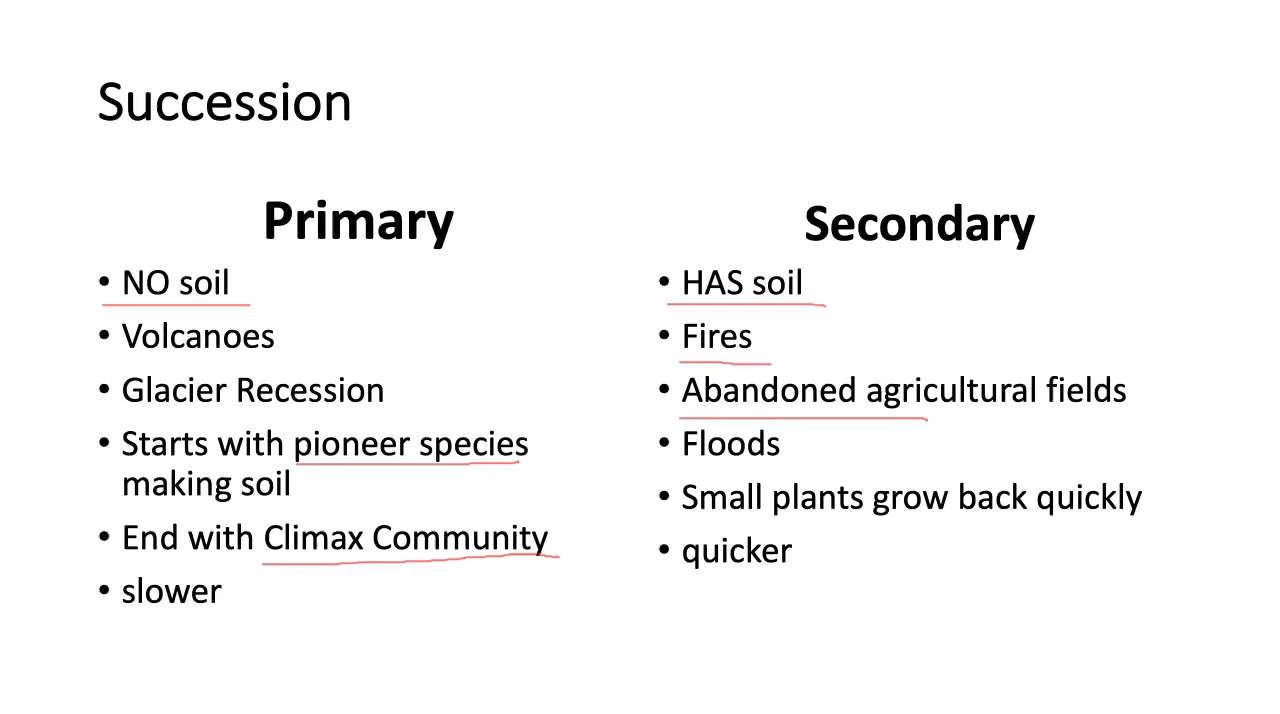 Succession
Primary
• NO soil
• Volcanoes
• Glacier Recession
• Starts with pioneer species
making soil
• End with Climax Community
• slower
Secondary
• HAS soil
• Fires
• Abandoned agricultural fields
• Floods
• Small plants grow back quickly
• quicker